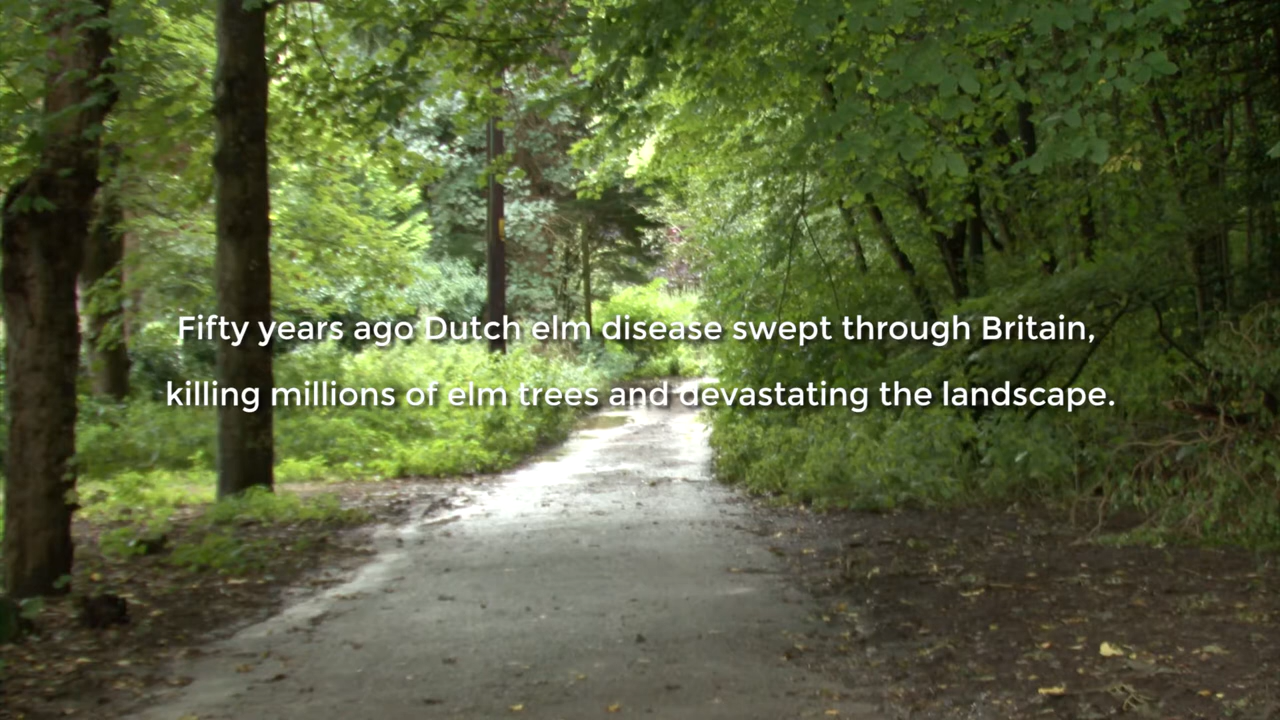 Fifty years ago Dutch elm disease swept through Britain,
killing millions of elm trees and devastating the landscape.